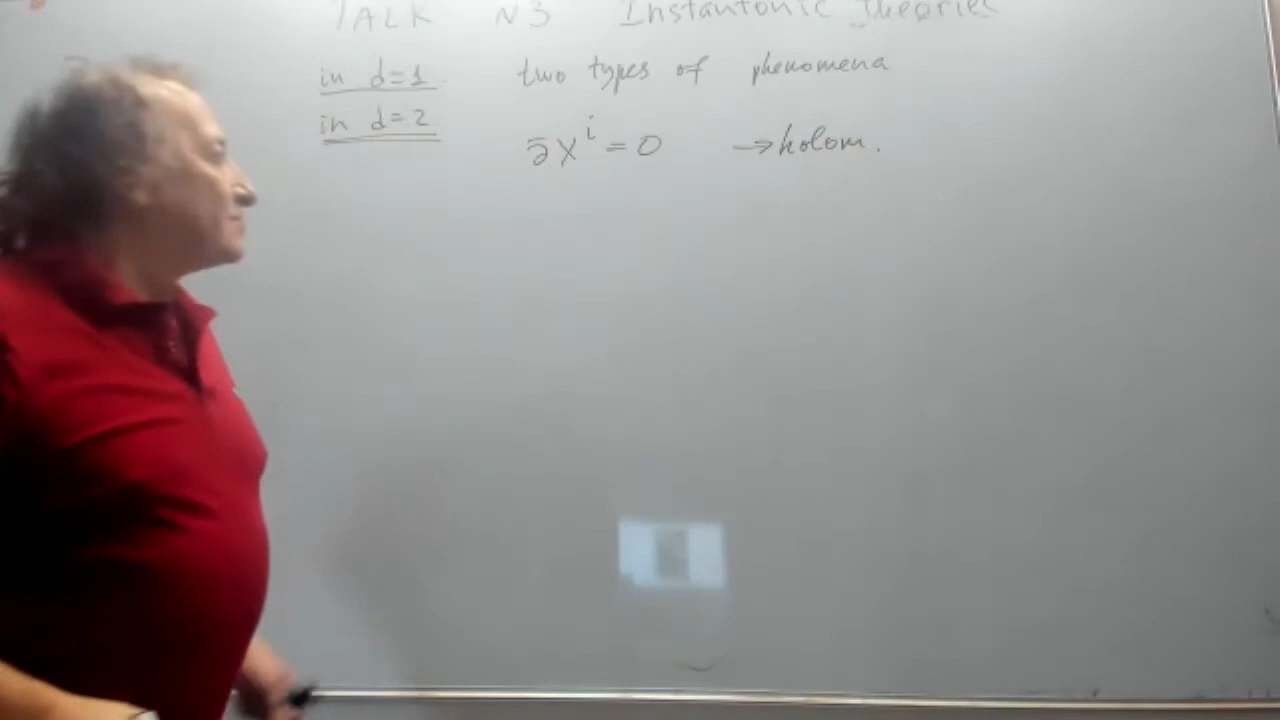 TALK N3 Instantonic Theories
in d=1 two types of phenomena
in d=2 ∂̄X^i = 0 → holom.